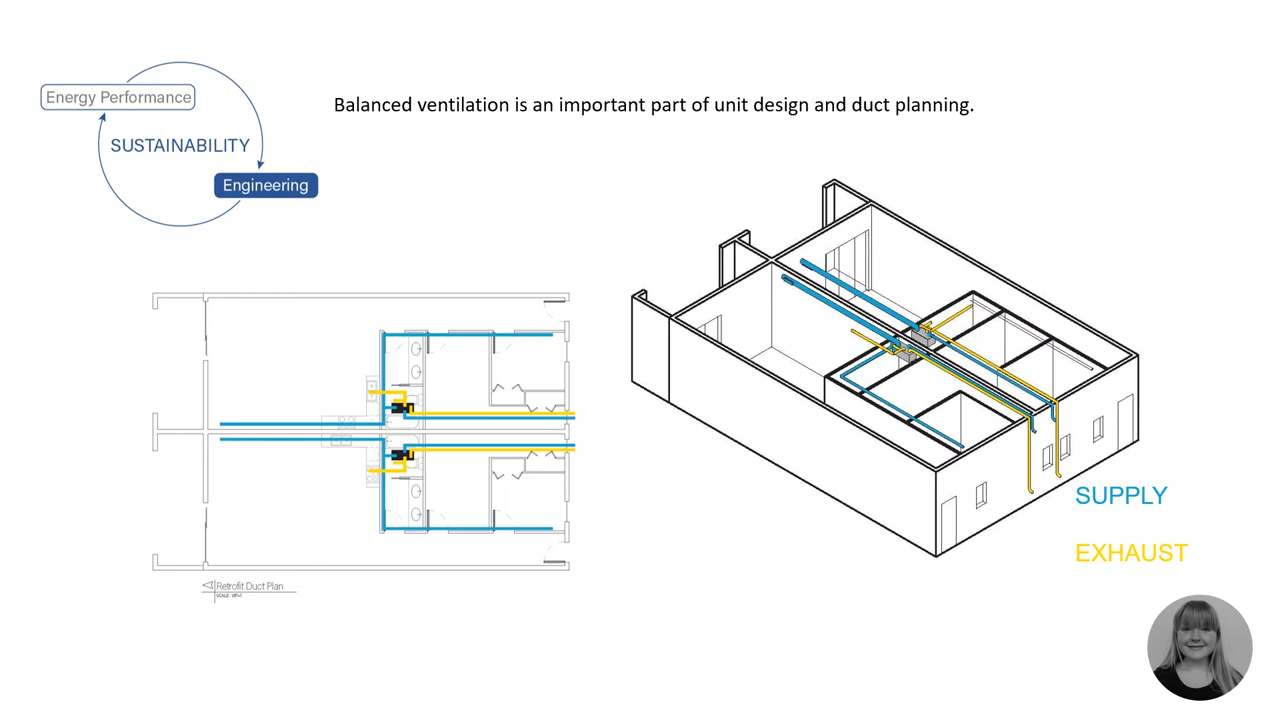 Energy Performance
SUSTAINABILITY
Engineering
Balanced ventilation is an important part of unit design and duct planning.
SUPPLY
EXHAUST
Retrofit Duct Plan